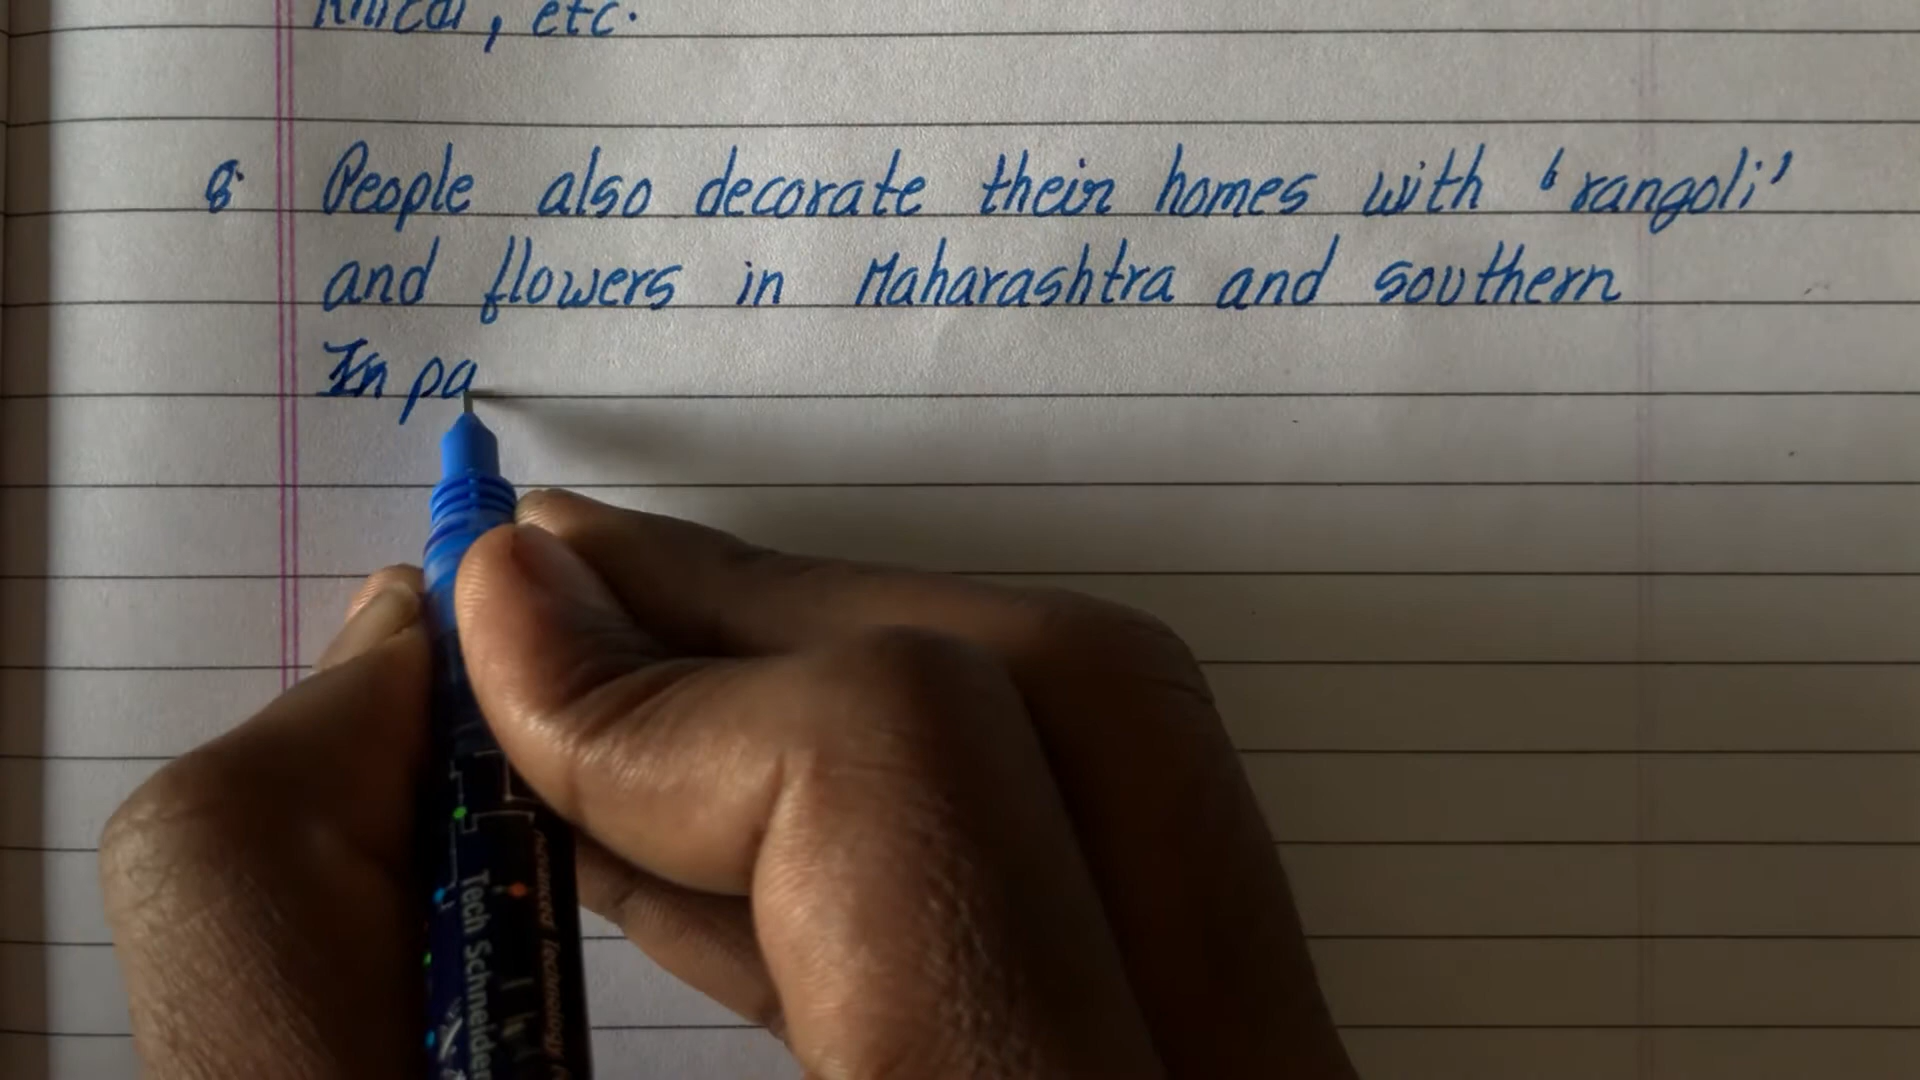 , etc.
8. People also decorate their homes with 'rangoli'
and flowers in Maharashtra and southern
In pa
Tech Schneider